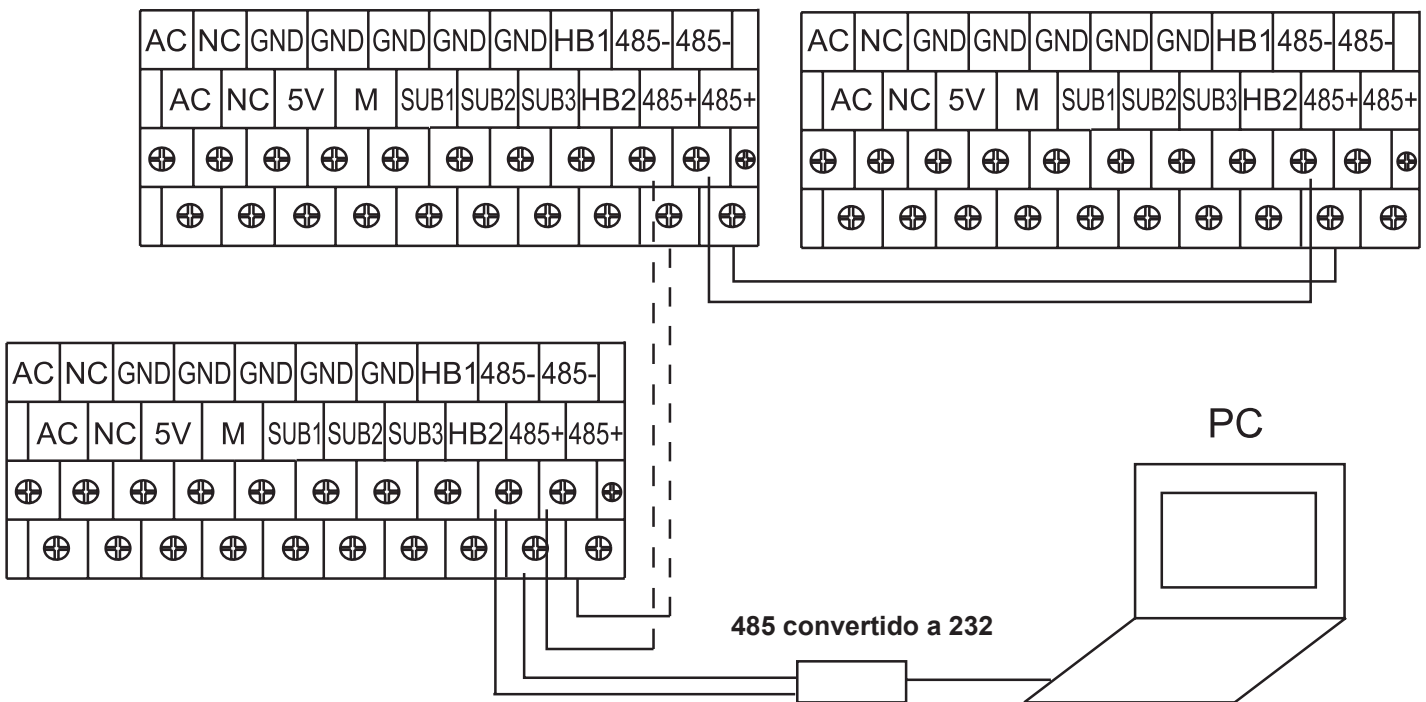 AC NC GND GND GND GND GND HB1 485- 485-
AC NC 5V M SUB1 SUB2 SUB3 HB2 485+ 485+
AC NC GND GND GND GND GND HB1 485- 485-
AC NC 5V M SUB1 SUB2 SUB3 HB2 485+ 485+
AC NC GND GND GND GND GND HB1 485- 485-
AC NC 5V M SUB1 SUB2 SUB3 HB2 485+ 485+
PC
485 convertido a 232